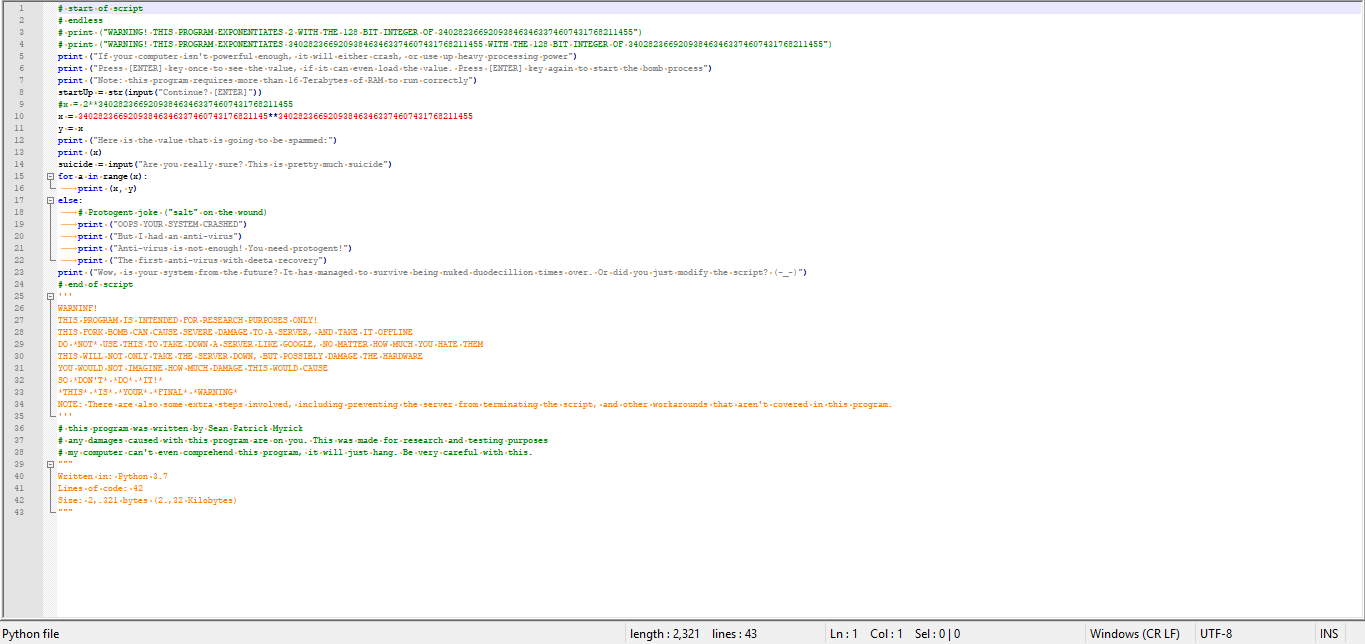 1 # start of script
2 # endless
3 # print ("WARNING! THIS PROGRAM EXPONENTIATES 2 WITH THE 128 BIT INTEGER OF 340282366920938463463374607431768211455")
4 # print ("WARNING! THIS PROGRAM EXPONENTIATES 340282366920938463463374607431768211455 WITH THE 128 BIT INTEGER OF 340282366920938463463374607431768211455")
5 print ("If your computer isn't powerful enough, it will either crash, or use up heavy processing power")
6 print ("Press [ENTER] key once to see the value, if it can even load the value. Press [ENTER] key again to start the bomb process")
7 print ("Note: this program requires more than 16 Terabytes of RAM to run correctly")
8 startUp = str(input("Continue? [ENTER]"))
9 #x = 2**340282366920938463463374607431768211455
10 x = 34028236692093846346337460743176821145**340282366920938463463374607431768211455
11 y = x
12 print ("Here is the value that is going to be spammed:")
13 print (x)
14 suicide = input("Are you really sure? This is pretty much suicide")
15 for a in range(x):
16 print (x, y)
17 else:
18 # Protogent joke ("salt" on the wound)
19 print ("OOPS YOUR SYSTEM CRASHED")
20 print ("But I had an anti-virus")
21 print ("Anti-virus is not enough! You need protogent!")
22 print ("The first anti-virus with deeta recovery")
23 print ("Wow, is your system from the future? It has managed to survive being nuked duodecillion times over. Or did you just modify the script? (-_-)")
24 # end of script
25 '''
26 WARNINF!
27 THIS PROGRAM IS INTENDED FOR RESEARCH PURPOSES ONLY!
28 THIS FORK BOMB CAN CAUSE SEVERE DAMAGE TO A SERVER, AND TAKE IT OFFLINE
29 DO *NOT* USE THIS TO TAKE DOWN A SERVER LIKE GOOGLE, NO MATTER HOW MUCH YOU HATE THEM
30 THIS WILL NOT ONLY TAKE THE SERVER DOWN, BUT POSSIBLY DAMAGE THE HARDWARE
31 YOU WOULD NOT IMAGINE HOW MUCH DAMAGE THIS WOULD CAUSE
32 SO *DON'T* *DO* *IT!*
33 *THIS* *IS* *YOUR* *FINAL* *WARNING*
34 NOTE: There are also some extra steps involved, including preventing the server from terminating the script, and other workarounds that aren't covered in this program.
35 '''
36 # this program was written by Sean Patrick Myrick
37 # any damages caused with this program are on you. This was made for research and testing purposes
38 # my computer can't even comprehend this program, it will just hang. Be very careful with this.
39 """
40 Written in: Python 3.7
41 Lines of code: 42
42 Size: 2,.321 bytes (2.,32 Kilobytes)
43 """
Python file length : 2,321 lines : 43 Ln : 1 Col : 1 Sel : 0 | 0 Windows (CR LF) UTF-8 INS